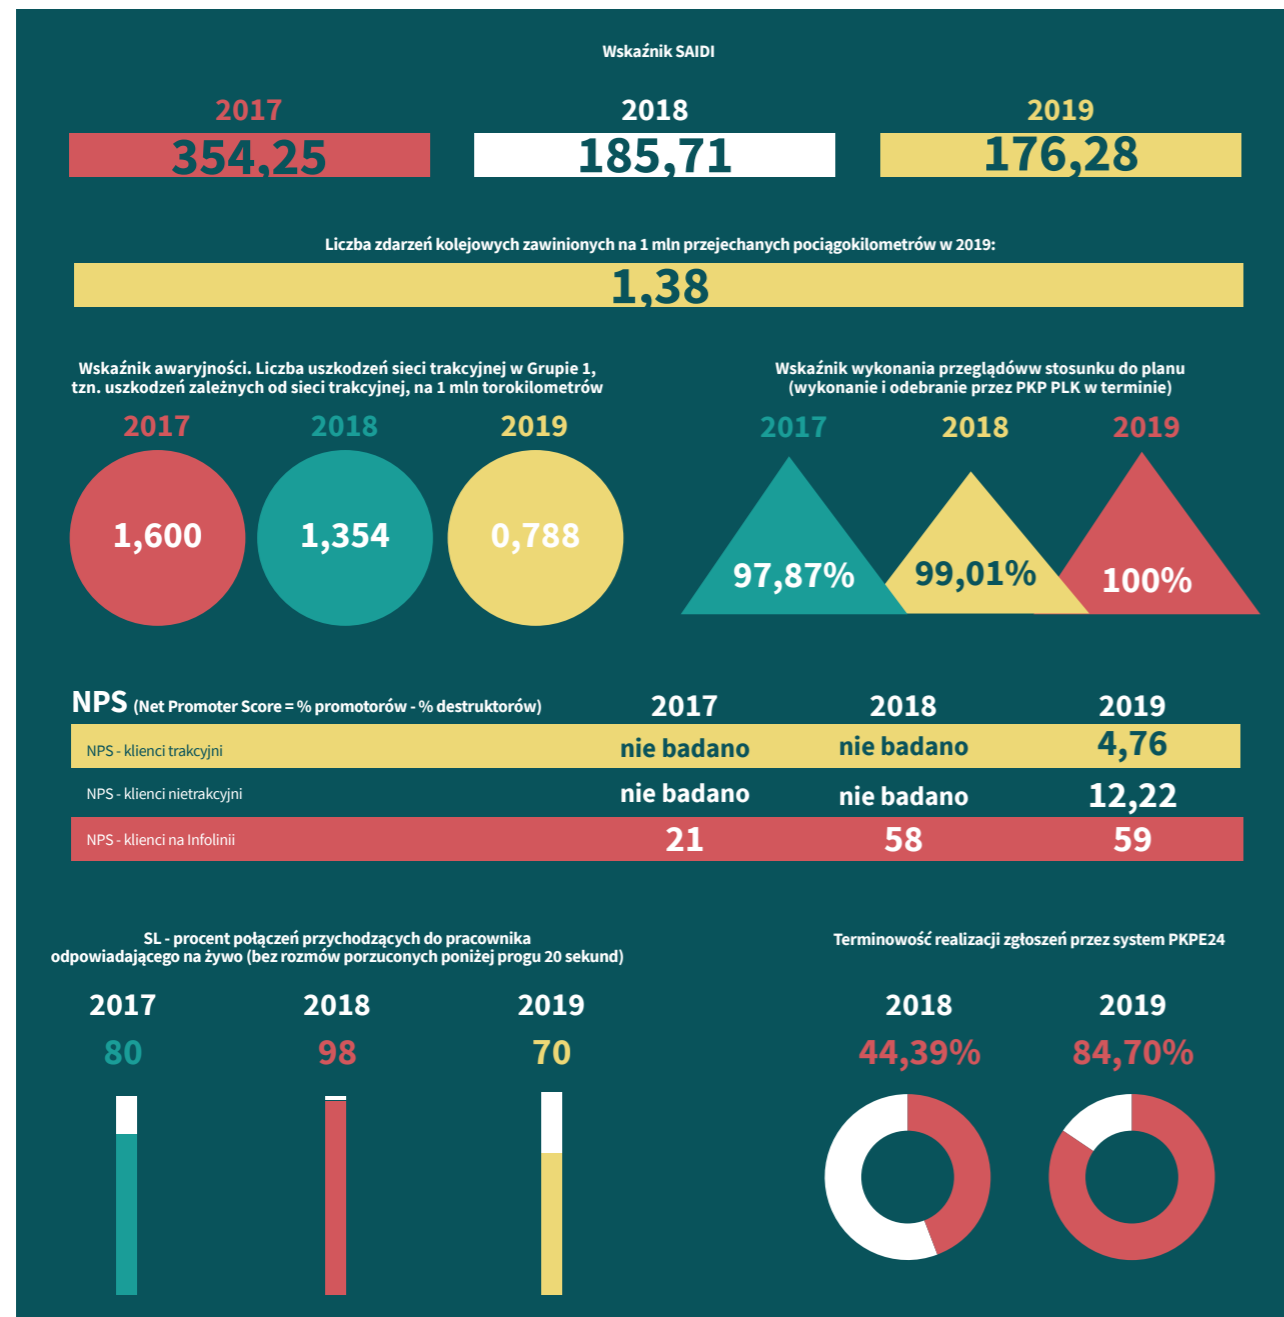 Wskaźnik SAIDI
2017 2018 2019
354,25 185,71 176,28
Liczba zdarzeń kolejowych zawinionych na 1 mln przejechanych pociągokilometrów w 2019:
1,38
Wskaźnik awaryjności. Liczba uszkodzeń sieci trakcyjnej w Grupie 1,
tzn. uszkodzeń zależnych od sieci trakcyjnej, na 1 mln torokilometrów
2017 2018 2019
1,600 1,354 0,788
Wskaźnik wykonania przeglądóww stosunku do planu
(wykonanie i odebranie przez PKP PLK w terminie)
2017 2018 2019
97,87% 99,01% 100%
NPS (Net Promoter Score = % promotorów - % destruktorów) 2017 2018 2019
NPS - klienci trakcyjni nie badano nie badano 4,76
NPS - klienci nietrakcyjni nie badano nie badano 12,22
NPS - klienci na Infolinii 21 58 59
SL - procent połączeń przychodzących do pracownika
odpowiadającego na żywo (bez rozmów porzuconych poniżej progu 20 sekund)
2017 2018 2019
80 98 70
Terminowość realizacji zgłoszeń przez system PKPE24
2018 2019
44,39% 84,70%